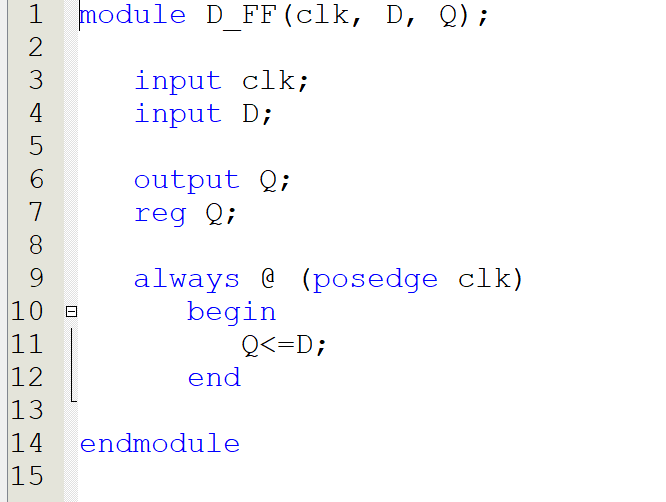 1 module D_FF(clk, D, Q);
2
3 input clk;
4 input D;
5
6 output Q;
7 reg Q;
8
9 always @ (posedge clk)
10 begin
11 Q<=D;
12 end
13
14 endmodule
15